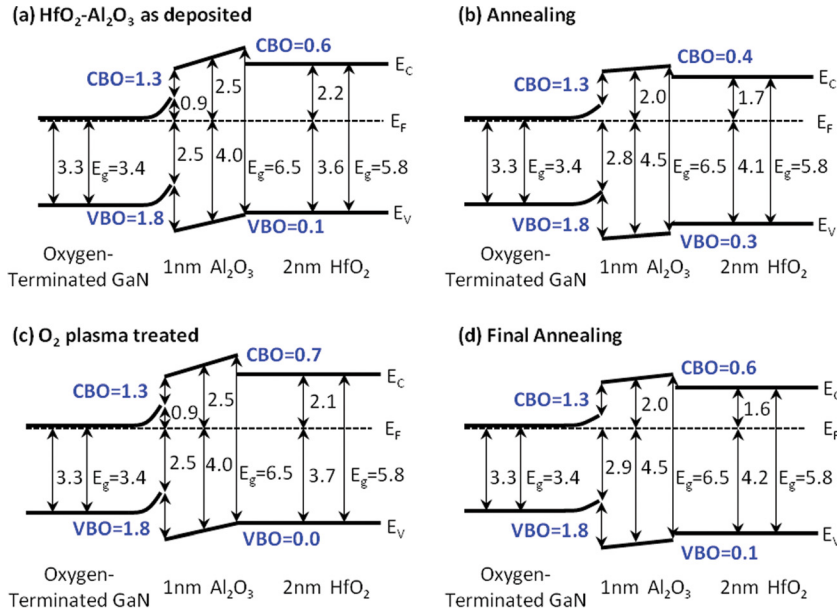 (a) HfO2-Al2O3 as deposited
CBO=0.6
CBO=1.3
2.5
EC
0.9
2.2
EF
3.3
Eg=3.4
2.5
4.0
Eg=6.5
3.6
Eg=5.8
VBO=1.8
VBO=0.1
EV
Oxygen-
Terminated GaN
1nm Al2O3
2nm HfO2
(b) Annealing
CBO=0.4
CBO=1.3
EC
2.0
1.7
EF
3.3
Eg=3.4
2.8
4.5
Eg=6.5
4.1
Eg=5.8
VBO=1.8
VBO=0.3
EV
Oxygen-
Terminated GaN
1nm Al2O3
2nm HfO2
(c) O2 plasma treated
CBO=0.7
CBO=1.3
2.5
EC
0.9
2.1
EF
3.3
Eg=3.4
2.5
4.0
Eg=6.5
3.7
Eg=5.8
VBO=1.8
VBO=0.0
EV
Oxygen-
Terminated GaN
1nm Al2O3
2nm HfO2
(d) Final Annealing
CBO=0.6
CBO=1.3
EC
2.0
1.6
EF
3.3
Eg=3.4
2.9
4.5
Eg=6.5
4.2
Eg=5.8
VBO=1.8
VBO=0.1
EV
Oxygen-
Terminated GaN
1nm Al2O3
2nm HfO2